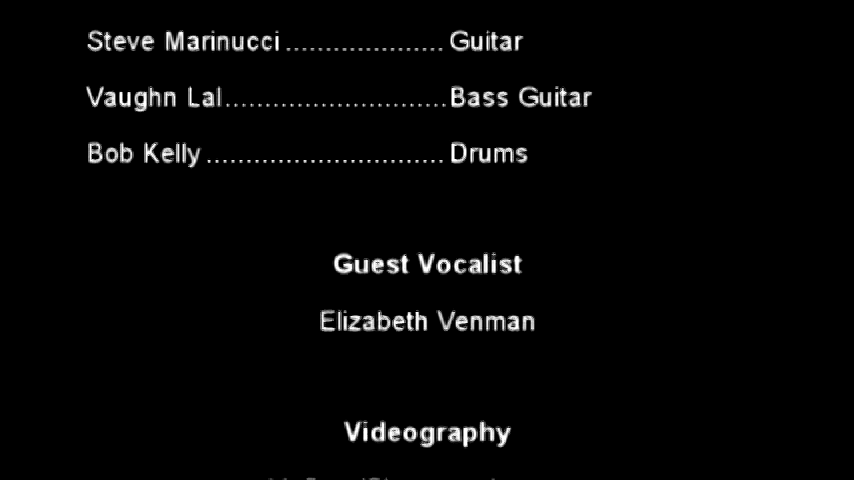 Steve Marinucci.................... Guitar
Vaughn Lal............................Bass Guitar
Bob Kelly.............................. Drums
Guest Vocalist
Elizabeth Venman
Videography